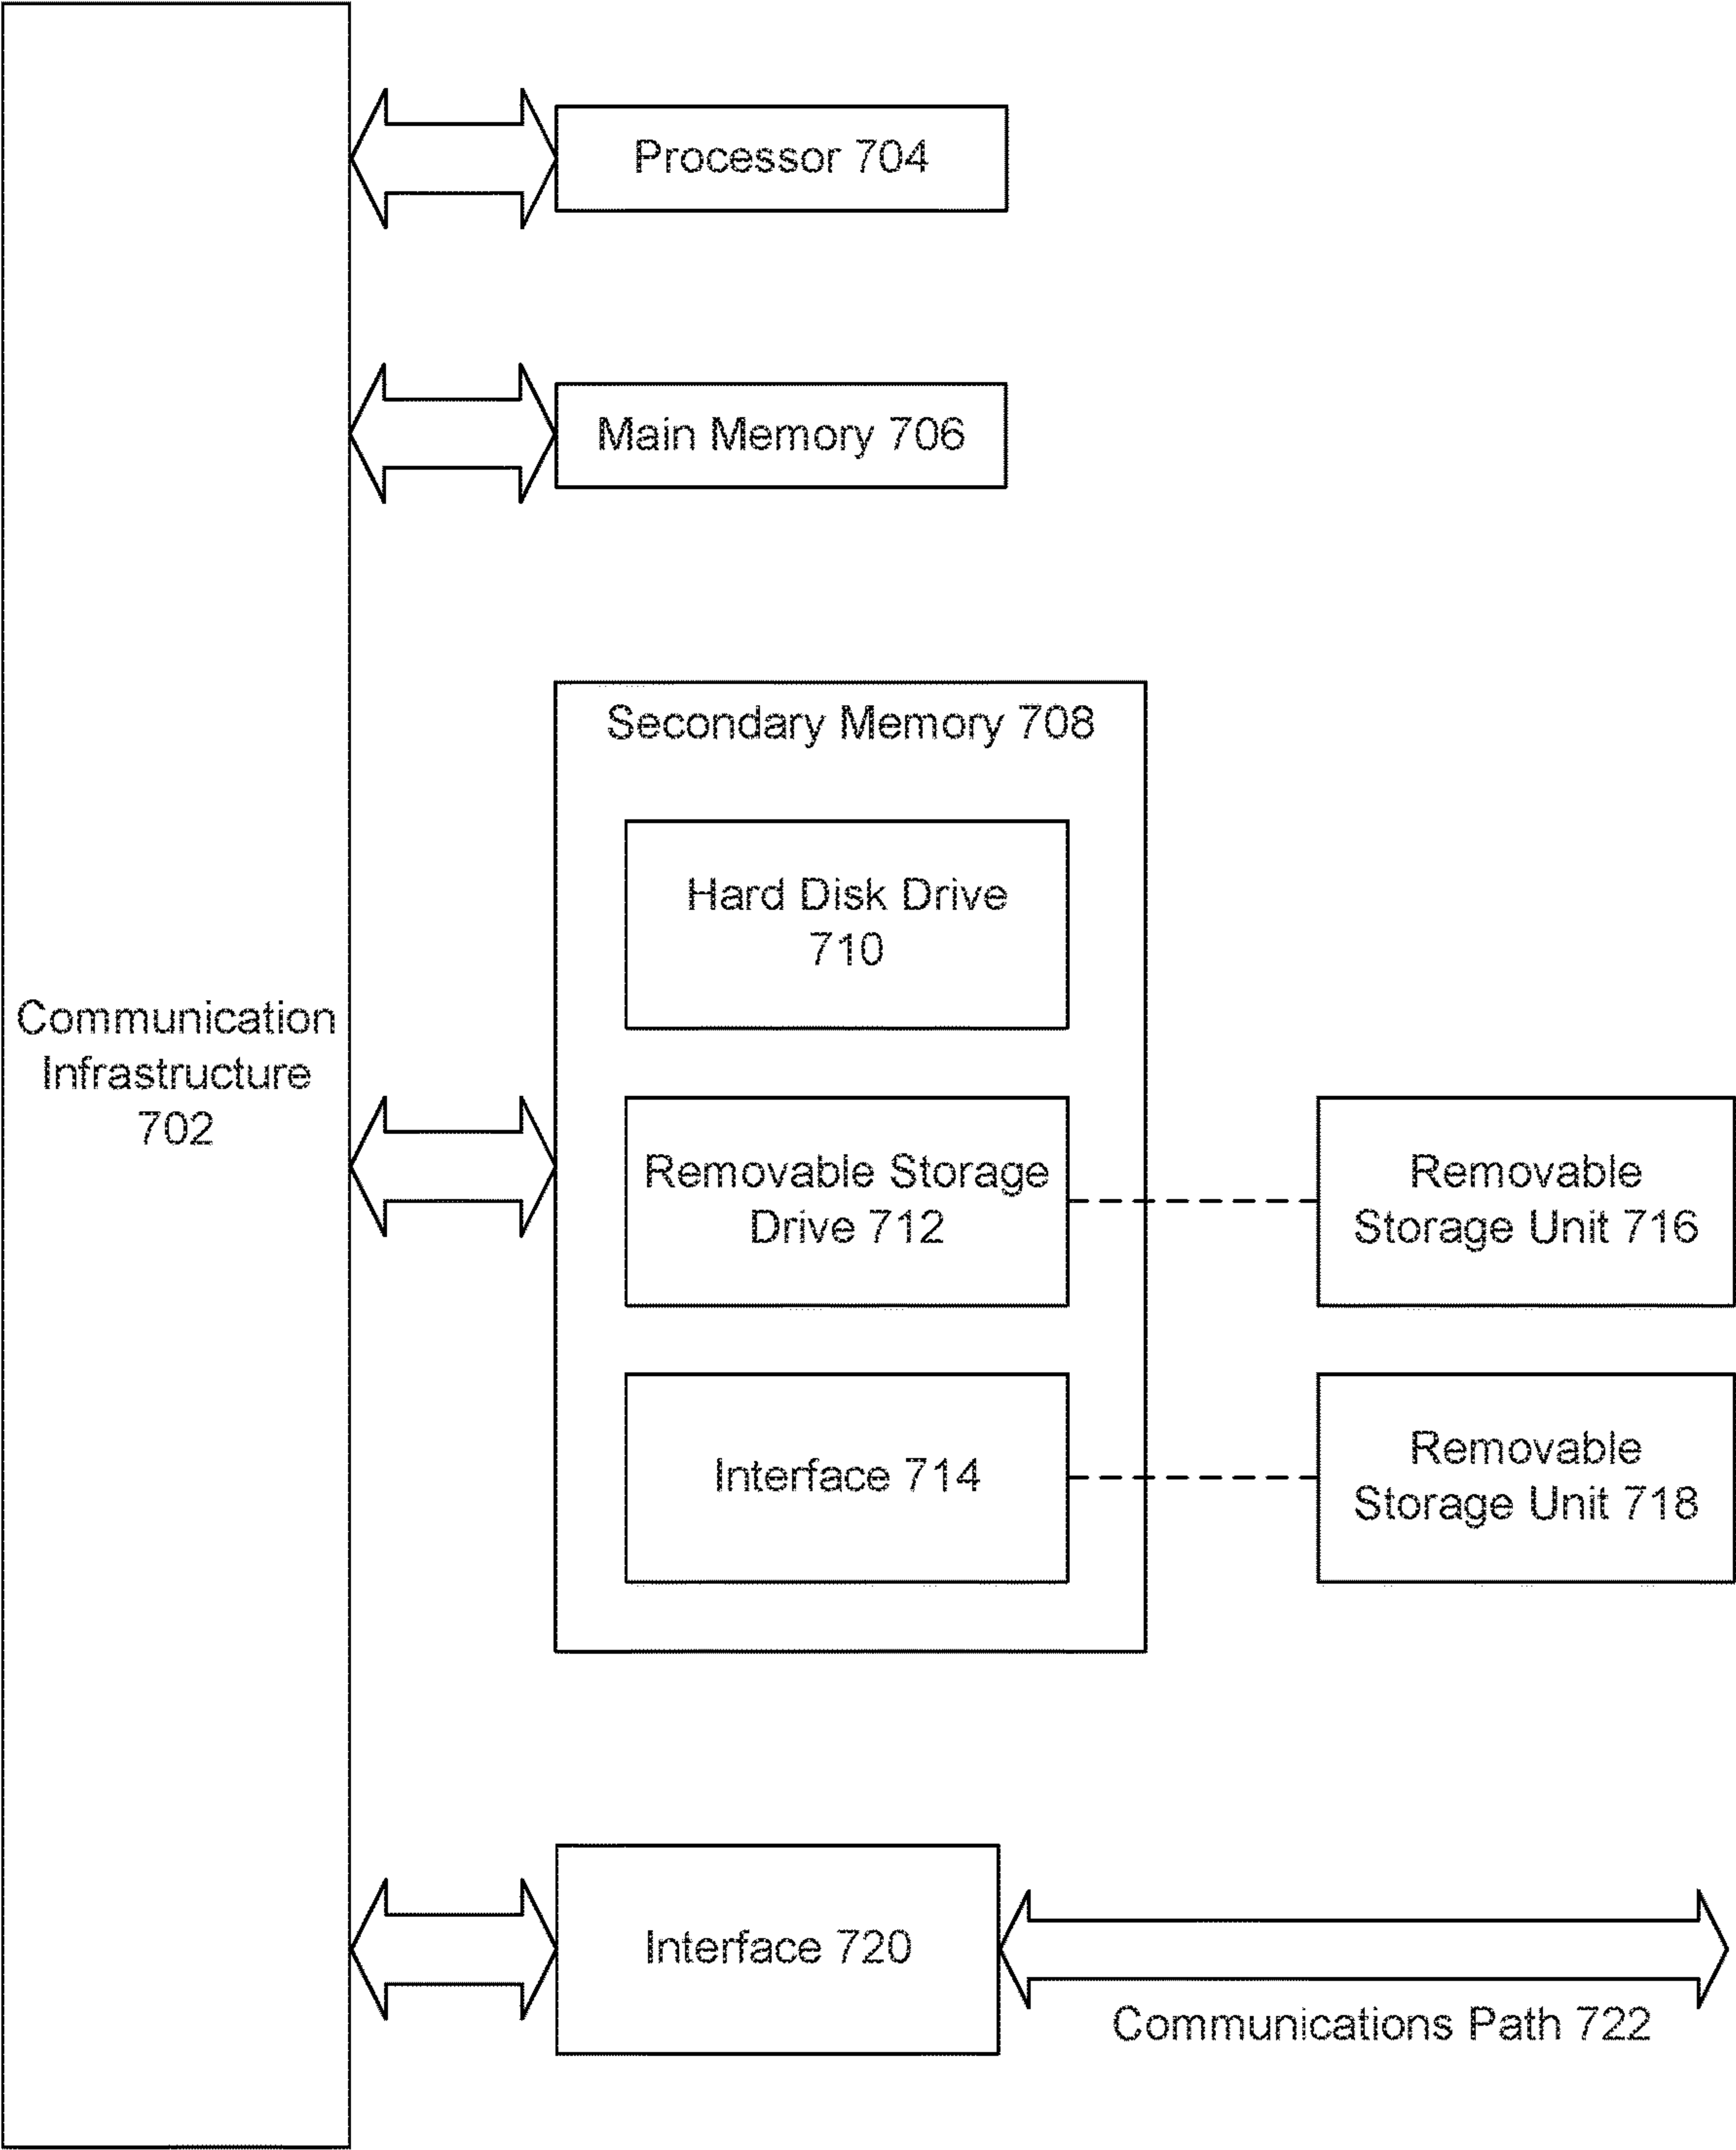 Processor 704
Main Memory 706
Secondary Memory 708
Hard Disk Drive
710
Communication
Infrastructure
702
Removable Storage
Drive 712
Removable
Storage Unit 716
Interface 714
Removable
Storage Unit 718
Interface 720
Communications Path 722